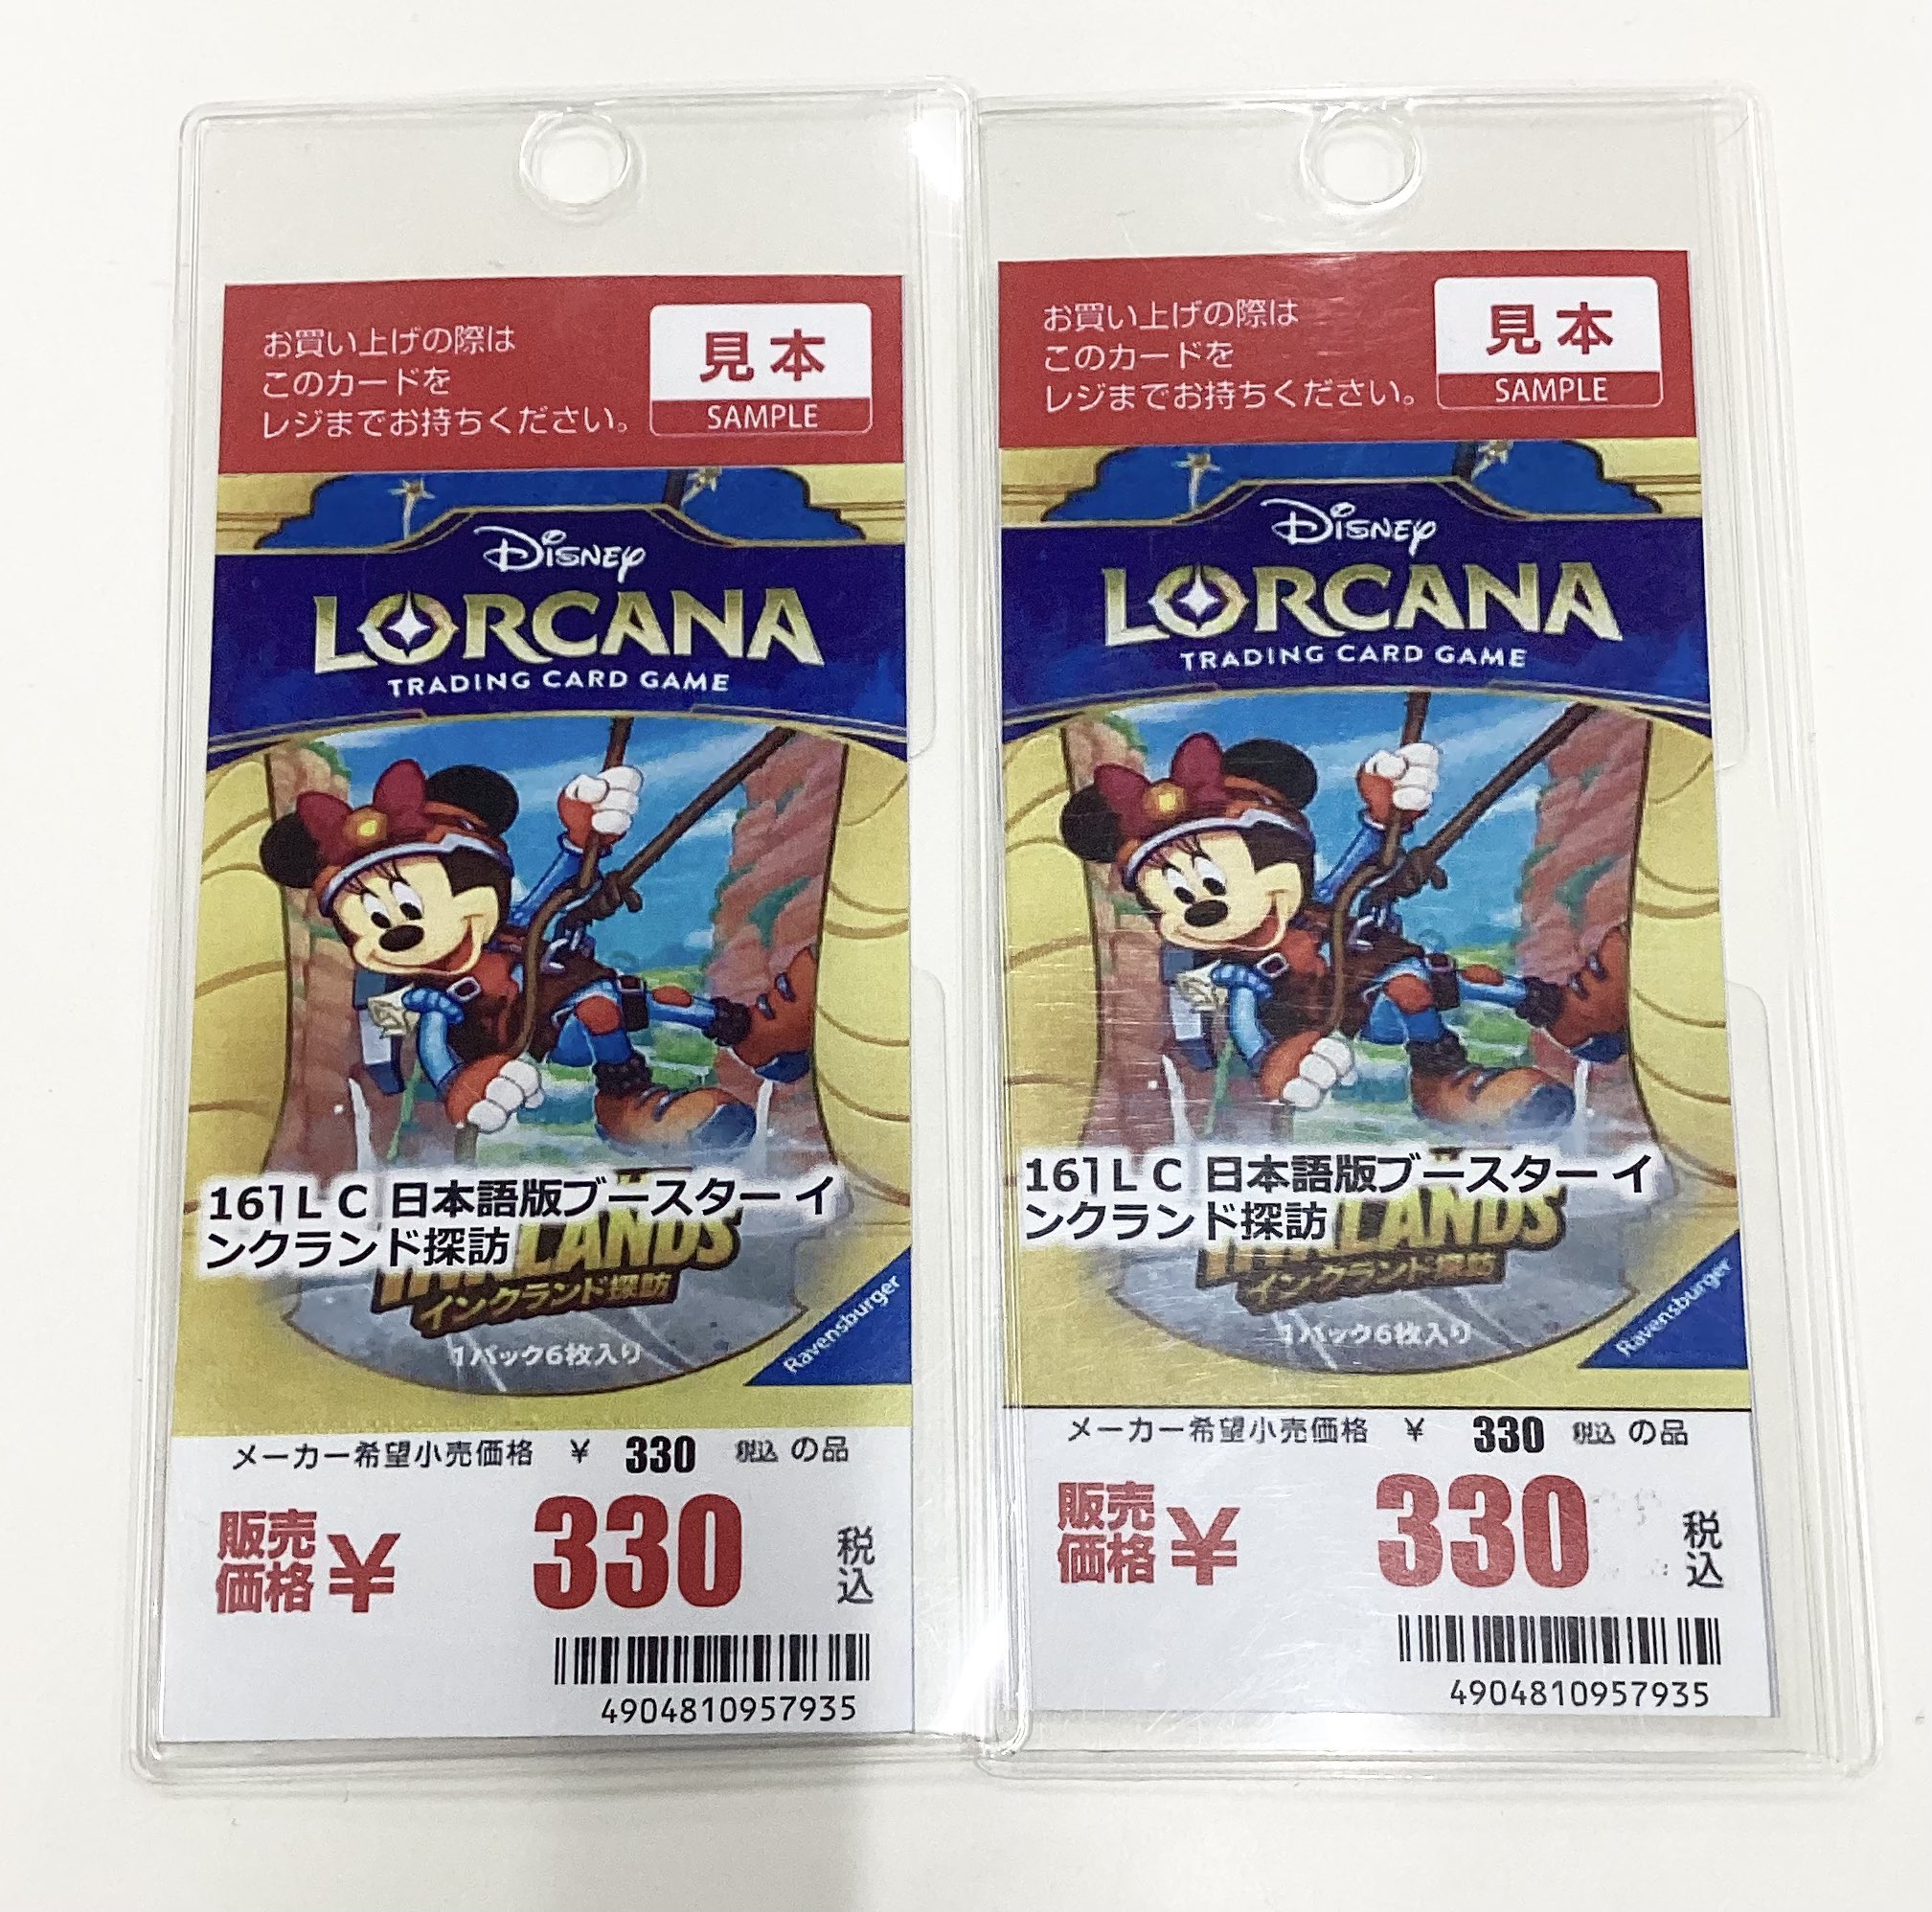 お買い上げの際は
このカードを
レジまでお持ちください。
見本
SAMPLE
Disney
LORCANA
TRADING CARD GAME
16]ＬＣ 日本語版ブースター イ
ンクランド探訪
LANDS
インクランド探訪
1パック6枚入り
Ravensburger
メーカー希望小売価格 ¥ 330 税込 の品
販売
価格 ¥ 330 税込
4904810957935
お買い上げの際は
このカードを
レジまでお持ちください。
見本
SAMPLE
Disney
LORCANA
TRADING CARD GAME
16]ＬＣ 日本語版ブースター イ
ンクランド探訪
LANDS
インクランド探訪
1パック6枚入り
Ravensburger
メーカー希望小売価格 ¥ 330 税込 の品
販売
価格 ¥ 330 税込
4904810957935